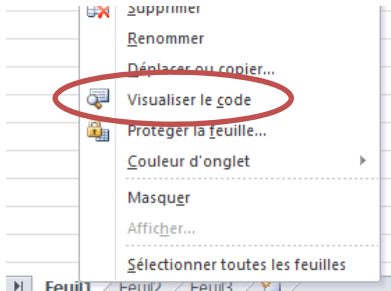 Supprimer
Renommer
Déplacer ou copier...
Visualiser le code
Protéger la feuille...
Couleur d'onglet
Masquer
Afficher...
Sélectionner toutes les feuilles
Feuil1 Feuil2 Feuil3